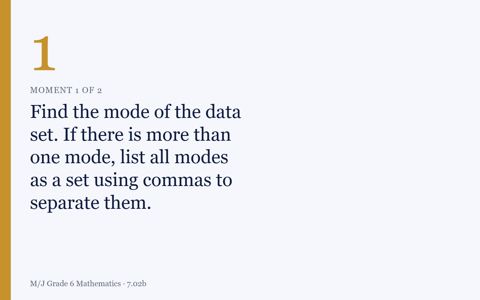 1
MOMENT 1 OF 2
Find the mode of the data
set. If there is more than
one mode, list all modes
as a set using commas to
separate them.
M/J Grade 6 Mathematics · 7.02b